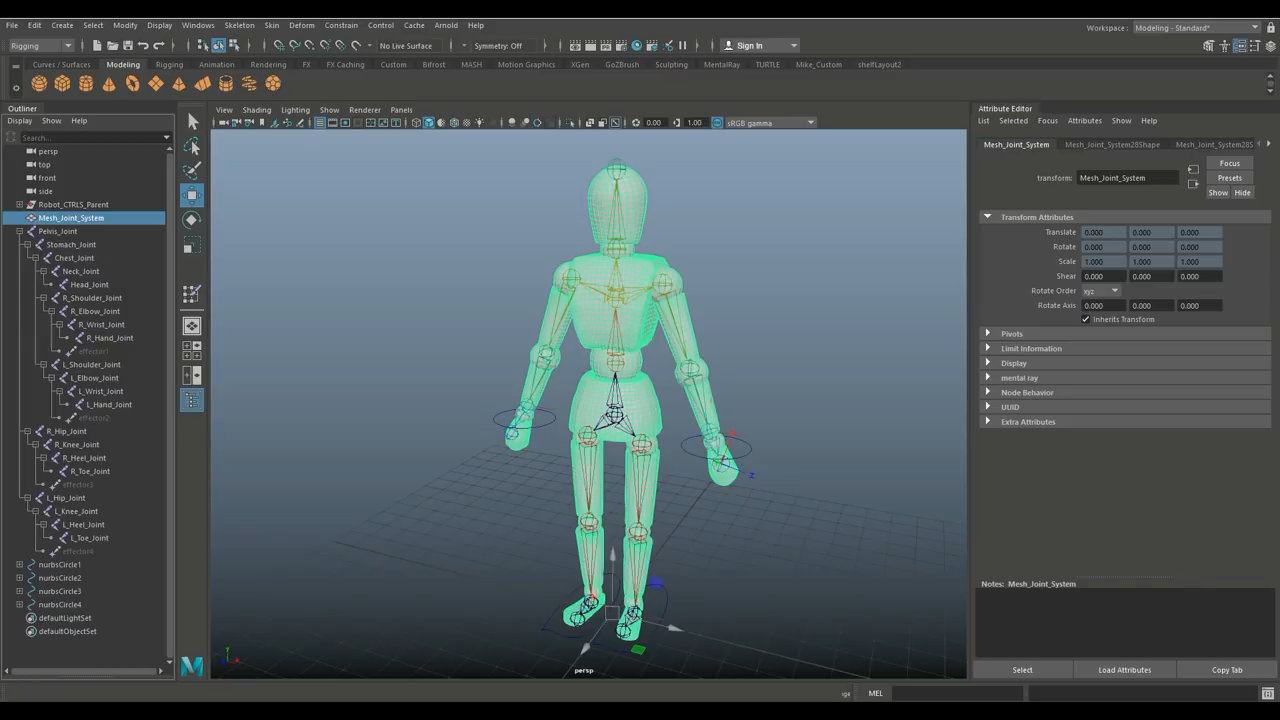 File Edit Create Select Modify Display Windows Skeleton Skin Deform Constrain Control Cache Arnold Help
Workspace: Modeling - Standard*
Rigging No Live Surface Symmetry: Off Sign In
Curves / Surfaces Modeling Rigging Animation Rendering FX FX Caching Custom Bifrost MASH Motion Graphics XGen GoZBrush Sculpting MentalRay TURTLE Mike_Custom shelfLayout2
Outliner
Display Show Help
Search...
persp
top
front
side
Robot_CTRLS_Parent
Mesh_Joint_System
Pelvis_Joint
Stomach_Joint
Chest_Joint
Neck_Joint
Head_Joint
R_Shoulder_Joint
R_Elbow_Joint
R_Wrist_Joint
R_Hand_Joint
effector1
L_Shoulder_Joint
L_Elbow_Joint
L_Wrist_Joint
L_Hand_Joint
effector2
R_Hip_Joint
R_Knee_Joint
R_Heel_Joint
R_Toe_Joint
effector3
L_Hip_Joint
L_Knee_Joint
L_Heel_Joint
L_Toe_Joint
effector4
nurbsCircle1
nurbsCircle2
nurbsCircle3
nurbsCircle4
defaultLightSet
defaultObjectSet
View Shading Lighting Show Renderer Panels
0.00 1.00 sRGB gamma
z
y
x
persp
Attribute Editor
List Selected Focus Attributes Show Help
Mesh_Joint_System Mesh_Joint_System28Shape Mesh_Joint_System28S
Focus
transform: Mesh_Joint_System Presets
Show Hide
Transform Attributes
Translate 0.000 0.000 0.000
Rotate 0.000 0.000 0.000
Scale 1.000 1.000 1.000
Shear 0.000 0.000 0.000
Rotate Order xyz
Rotate Axis 0.000 0.000 0.000
Inherits Transform
Pivots
Limit Information
Display
mental ray
Node Behavior
UUID
Extra Attributes
Notes: Mesh_Joint_System
Select Load Attributes Copy Tab
MEL